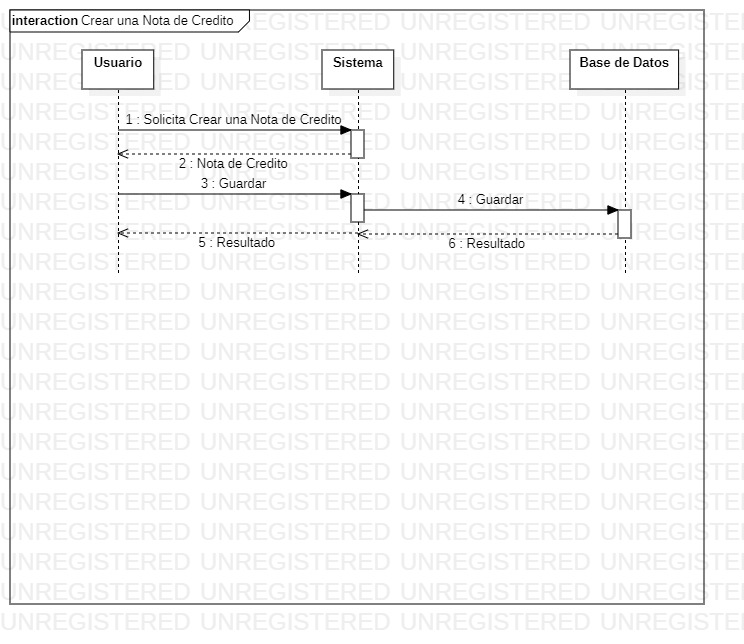 interaction Crear una Nota de Credito
Usuario
Sistema
Base de Datos
1 : Solicita Crear una Nota de Credito
2 : Nota de Credito
3 : Guardar
4 : Guardar
5 : Resultado
6 : Resultado
UNREGISTERED UNREGISTERED UNREGISTERED UNREGISTERED